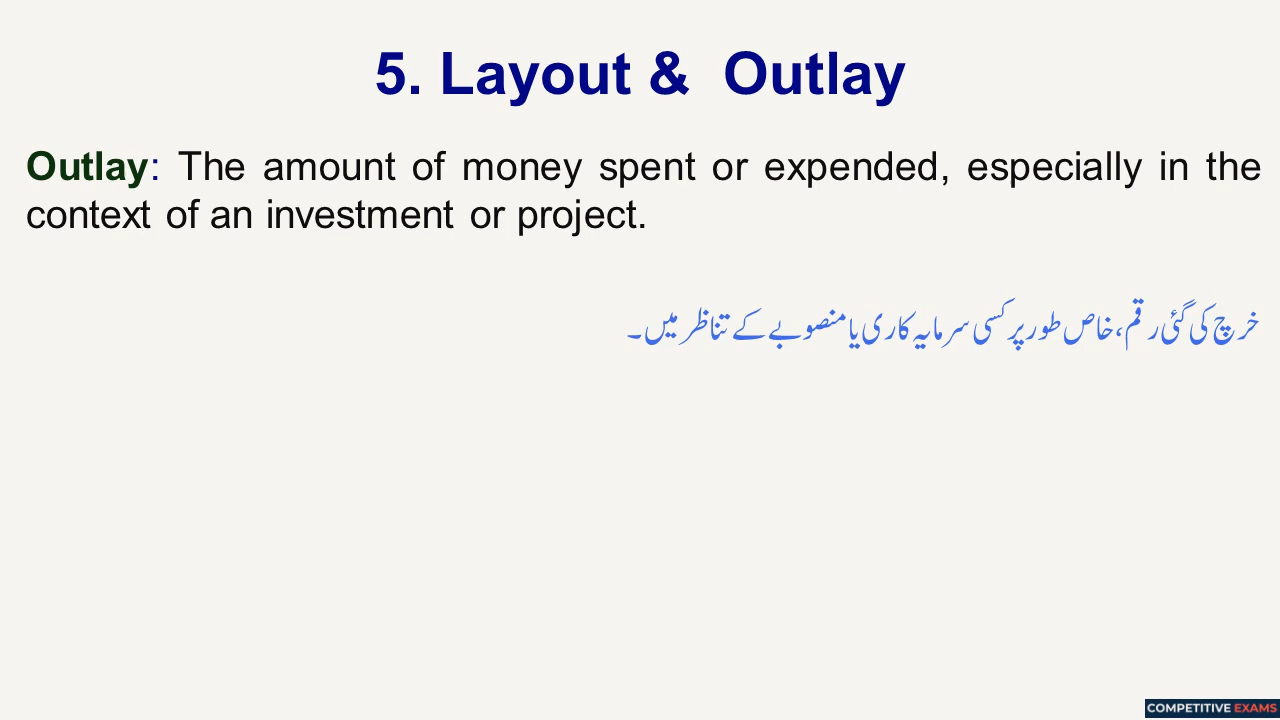 5. Layout & Outlay
Outlay: The amount of money spent or expended, especially in the
context of an investment or project.
خرچ کی گئی رقم، خاص طور پر کسی سرمایہ کاری یا منصوبے کے تناظر میں۔
COMPETITIVE EXAMS